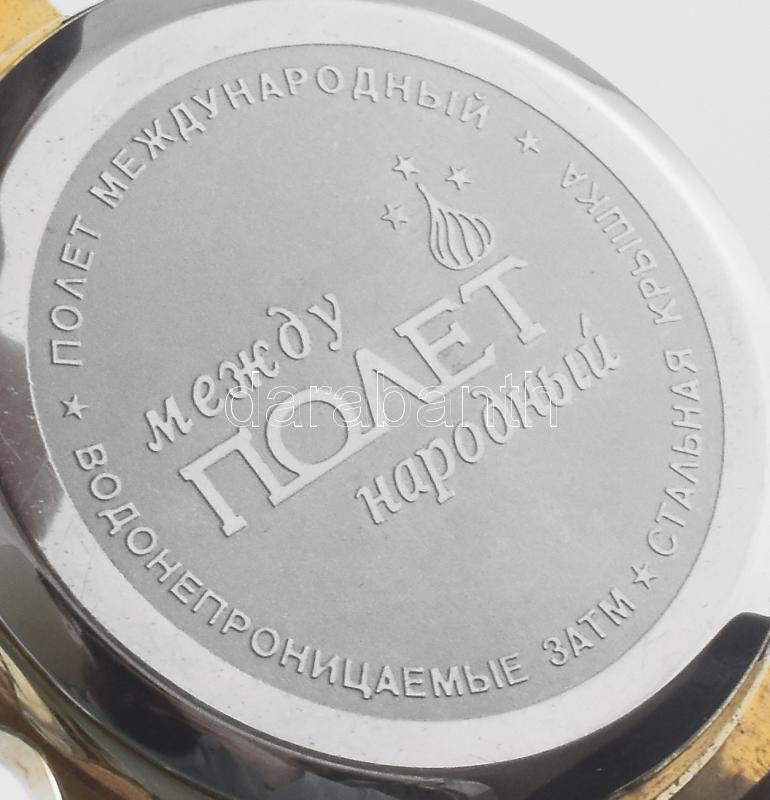 ПОЛЕТ МЕЖДУНАРОДНЫЙ ★ СТАЛЬНАЯ КРЫШКА ★ ВОДОНЕПРОНИЦАЕМЫЕ 3АТМ ★
между
ПОЛЕТ
народный
darabanth